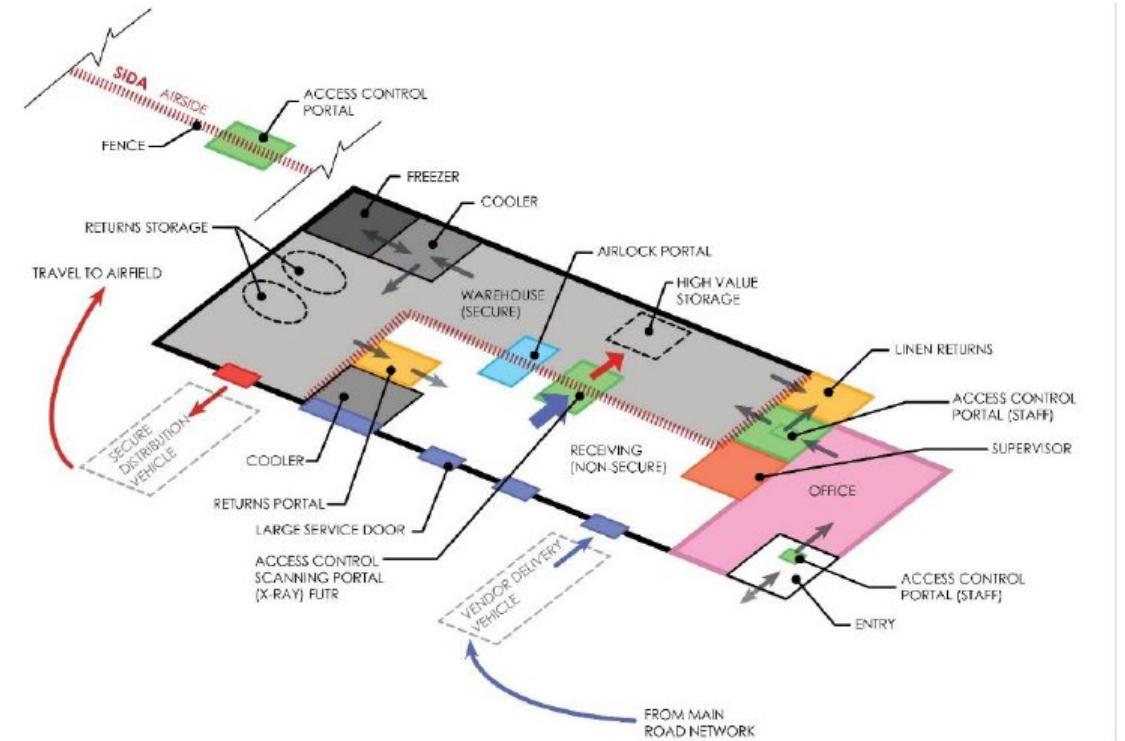 SIDA
AIRSIDE
ACCESS CONTROL
PORTAL
FENCE
FREEZER
COOLER
RETURNS STORAGE
TRAVEL TO AIRFIELD
AIRLOCK PORTAL
HIGH VALUE
STORAGE
WAREHOUSE
(SECURE)
LINEN RETURNS
ACCESS CONTROL
PORTAL (STAFF)
SUPERVISOR
SECURE
DISTRIBUTION
VEHICLE
COOLER
RECEIVING
(NON-SECURE)
OFFICE
RETURNS PORTAL
LARGE SERVICE DOOR
ACCESS CONTROL
SCANNING PORTAL
(X-RAY) FUTR
VENDOR DELIVERY
VEHICLE
ACCESS CONTROL
PORTAL (STAFF)
ENTRY
FROM MAIN
ROAD NETWORK